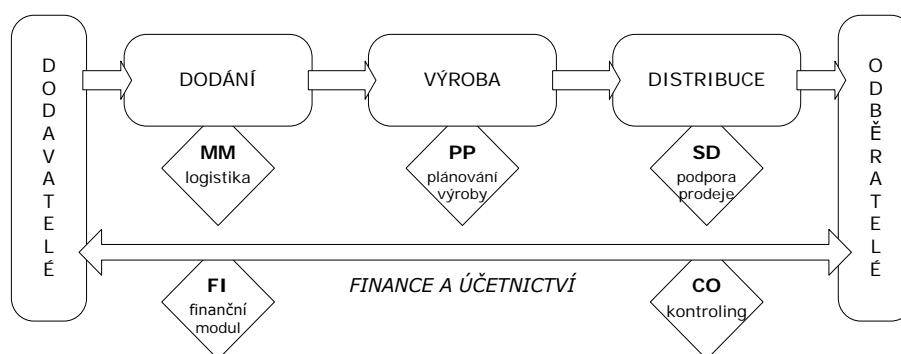 DODAVATELÉ
DODÁNÍ
VÝROBA
DISTRIBUCE
ODBĚRATELÉ
MM
logistika
PP
plánování
výroby
SD
podpora
prodeje
FINANCE A ÚČETNICTVÍ
FI
finanční
modul
CO
kontroling